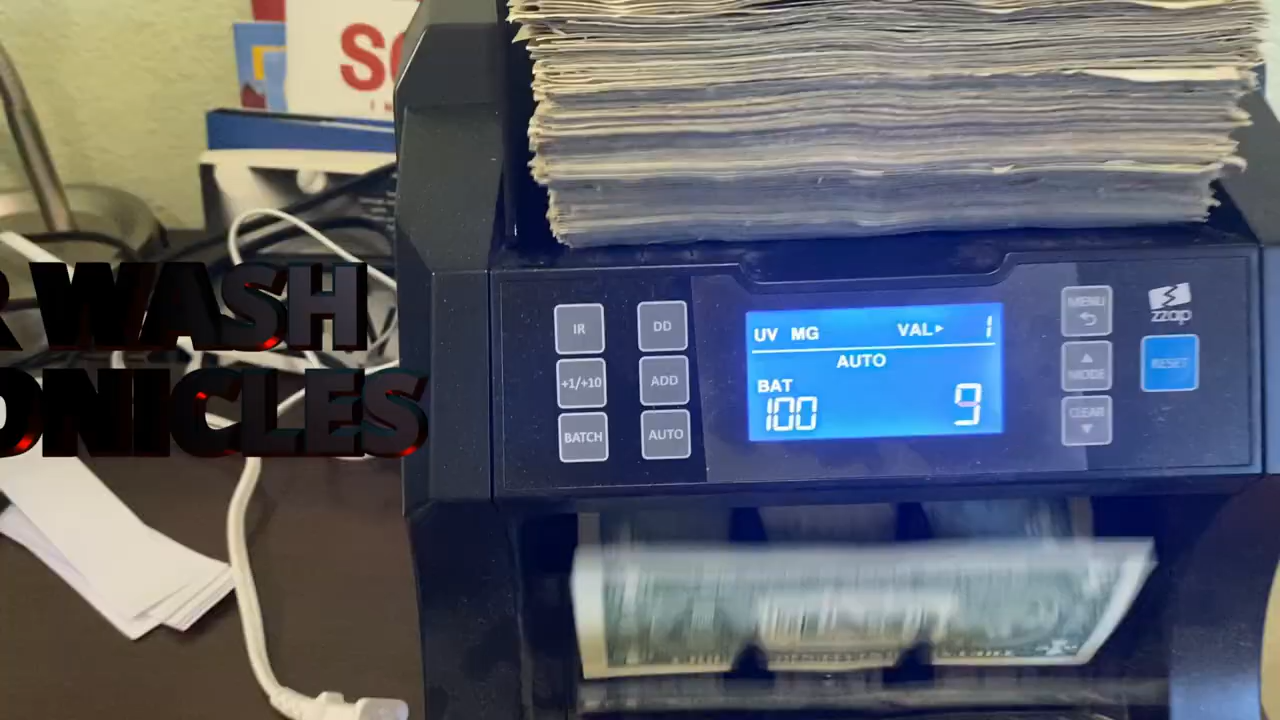 SO
R WASH
ONICLES
IR
DD
+1/+10
ADD
BATCH
AUTO
UV MG VAL▸ 1
AUTO
BAT
100 9
MENU
MODE
CLEAR
zzap
RESET